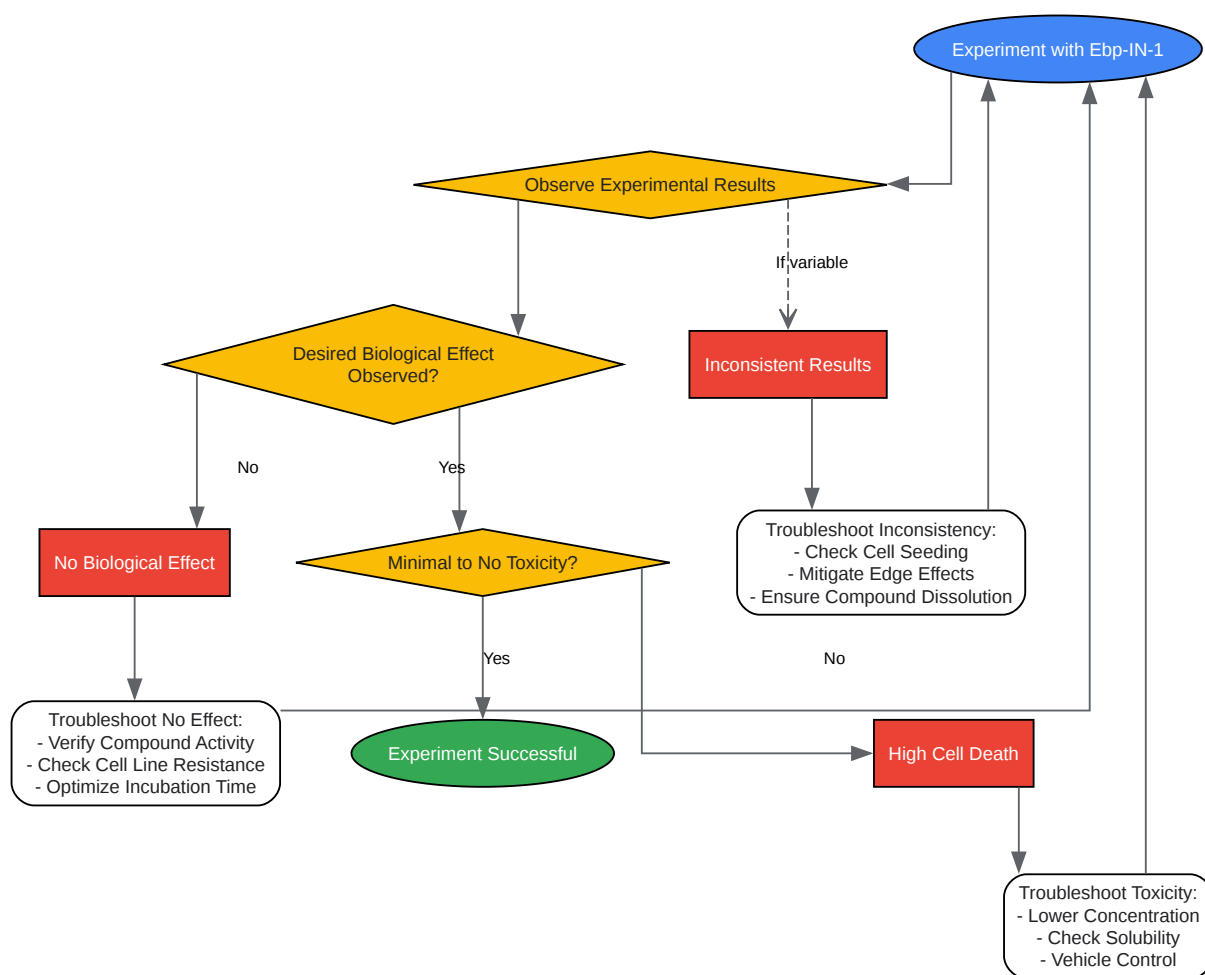 Experiment with Ebp-IN-1
Observe Experimental Results
If variable
Desired Biological Effect
Observed?
Inconsistent Results
No
Yes
No Biological Effect
Minimal to No Toxicity?
Troubleshoot Inconsistency:
- Check Cell Seeding
- Mitigate Edge Effects
- Ensure Compound Dissolution
Yes
No
Troubleshoot No Effect:
- Verify Compound Activity
- Check Cell Line Resistance
- Optimize Incubation Time
Experiment Successful
High Cell Death
Troubleshoot Toxicity:
- Lower Concentration
- Check Solubility
- Vehicle Control